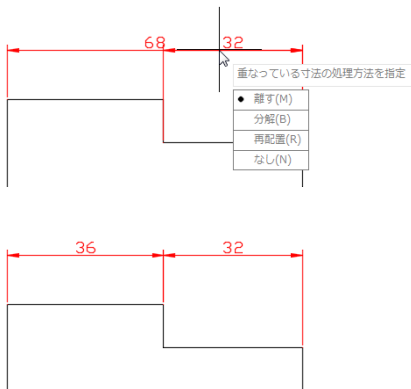 68 32
重なっている寸法の処理方法を指定
● 離す(M)
分解(B)
再配置(R)
なし(N)
36 32